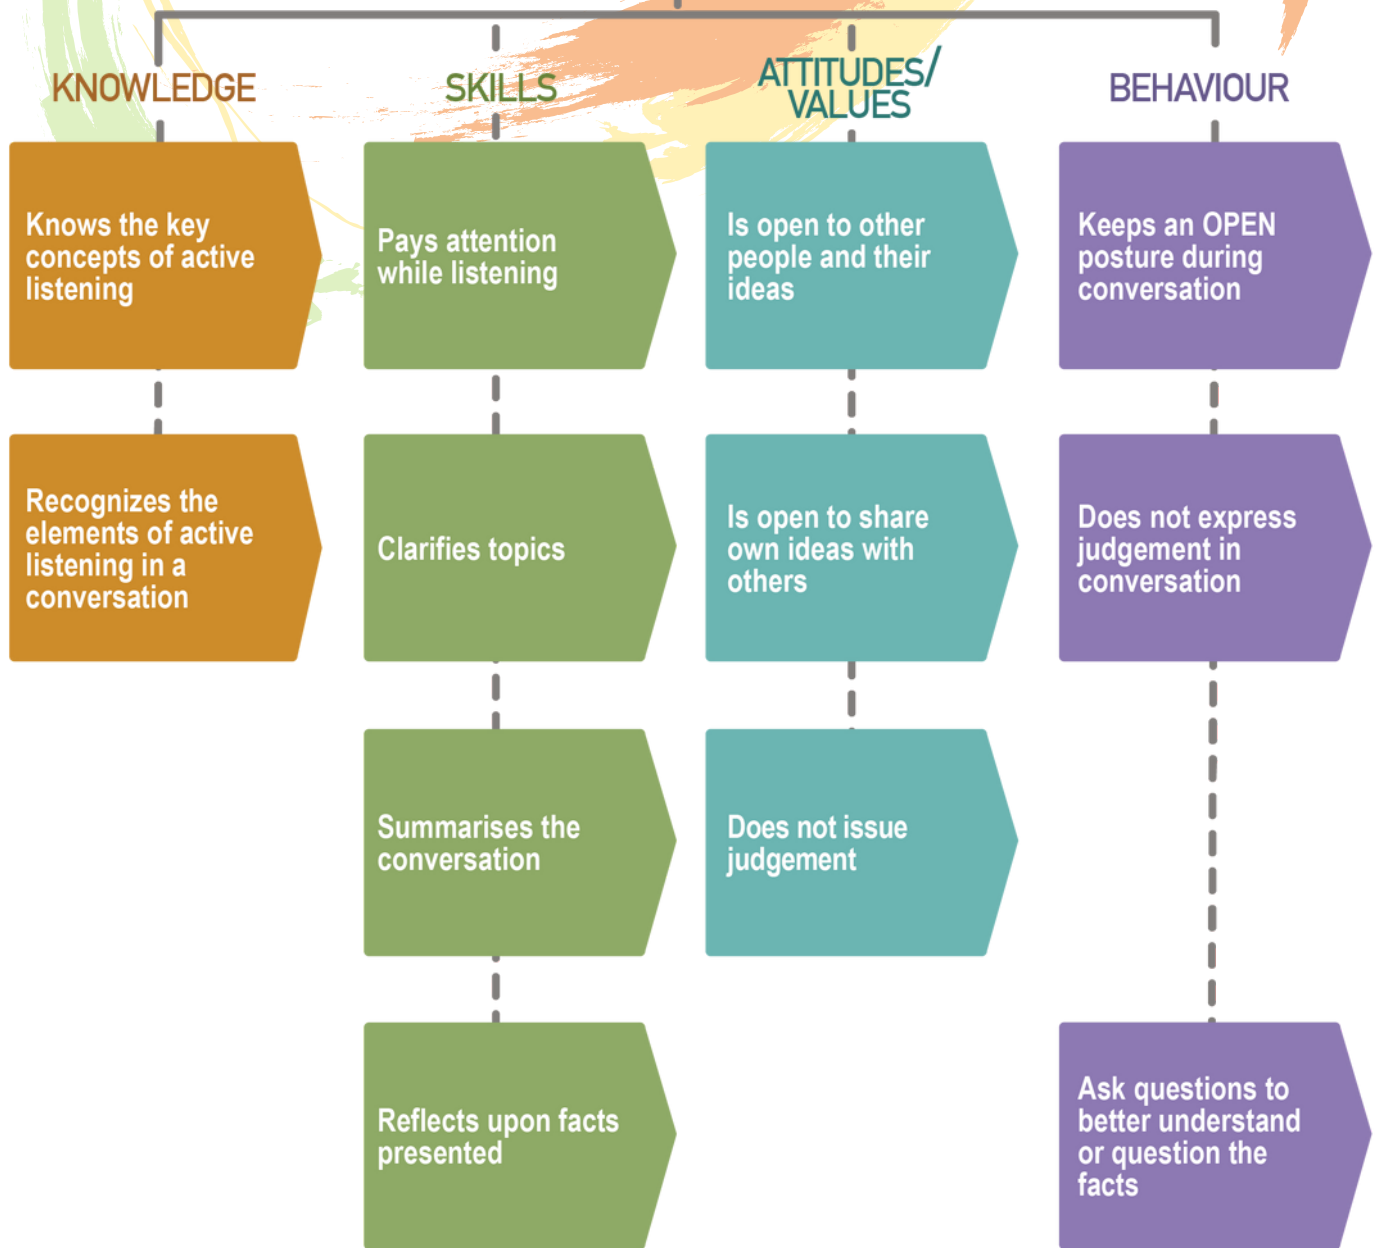 KNOWLEDGE
SKILLS
ATTITUDES/
VALUES
BEHAVIOUR
Knows the key
concepts of active
listening
Pays attention
while listening
Is open to other
people and their
ideas
Keeps an OPEN
posture during
conversation
Recognizes the
elements of active
listening in a
conversation
Clarifies topics
Is open to share
own ideas with
others
Does not express
judgement in
conversation
Summarises the
conversation
Does not issue
judgement
Reflects upon facts
presented
Ask questions to
better understand
or question the
facts